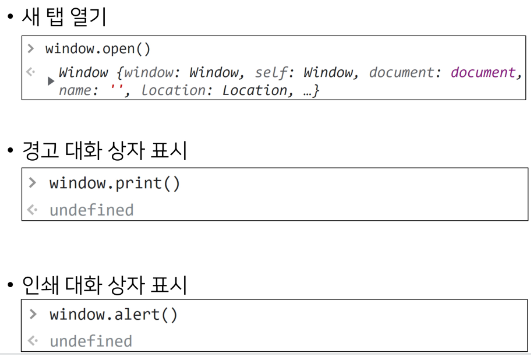 • 새 탭 열기
> window.open()
<· ▶ Window {window: Window, self: Window, document: document,
name: '', Location: Location, …}
• 경고 대화 상자 표시
> window.print()
<· undefined
• 인쇄 대화 상자 표시
> window.alert()
<· undefined